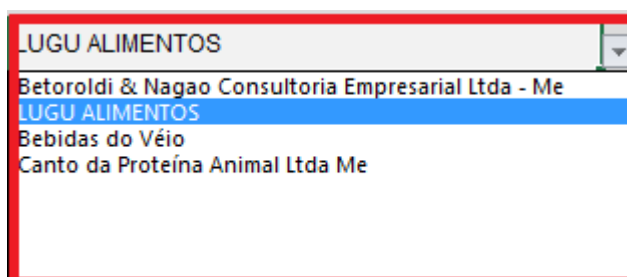 LUGU ALIMENTOS
Betoroldi & Nagao Consultoria Empresarial Ltda - Me
LUGU ALIMENTOS
Bebidas do Véio
Canto da Proteína Animal Ltda Me